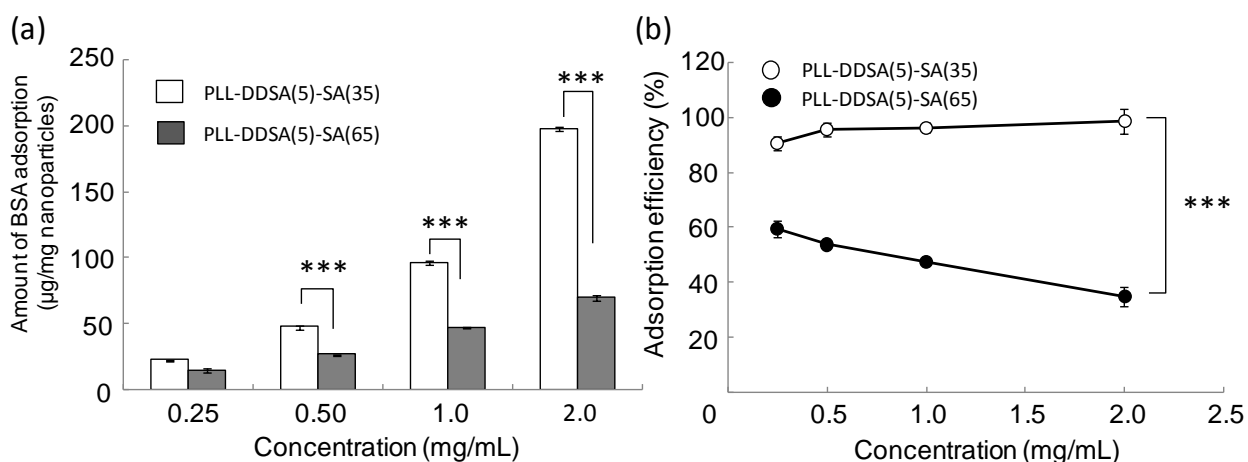 (a)
Amount of BSA adsorption
(µg/mg nanoparticles)
250
200
150
100
50
0
PLL-DDSA(5)-SA(35)
PLL-DDSA(5)-SA(65)
***
***
***
0.25 0.50 1.0 2.0
Concentration (mg/mL)
(b)
Adsorption efficiency (%)
120
100
80
60
40
20
0
PLL-DDSA(5)-SA(35)
PLL-DDSA(5)-SA(65)
***
0.5 1.0 1.5 2.0 2.5
Concentration (mg/mL)